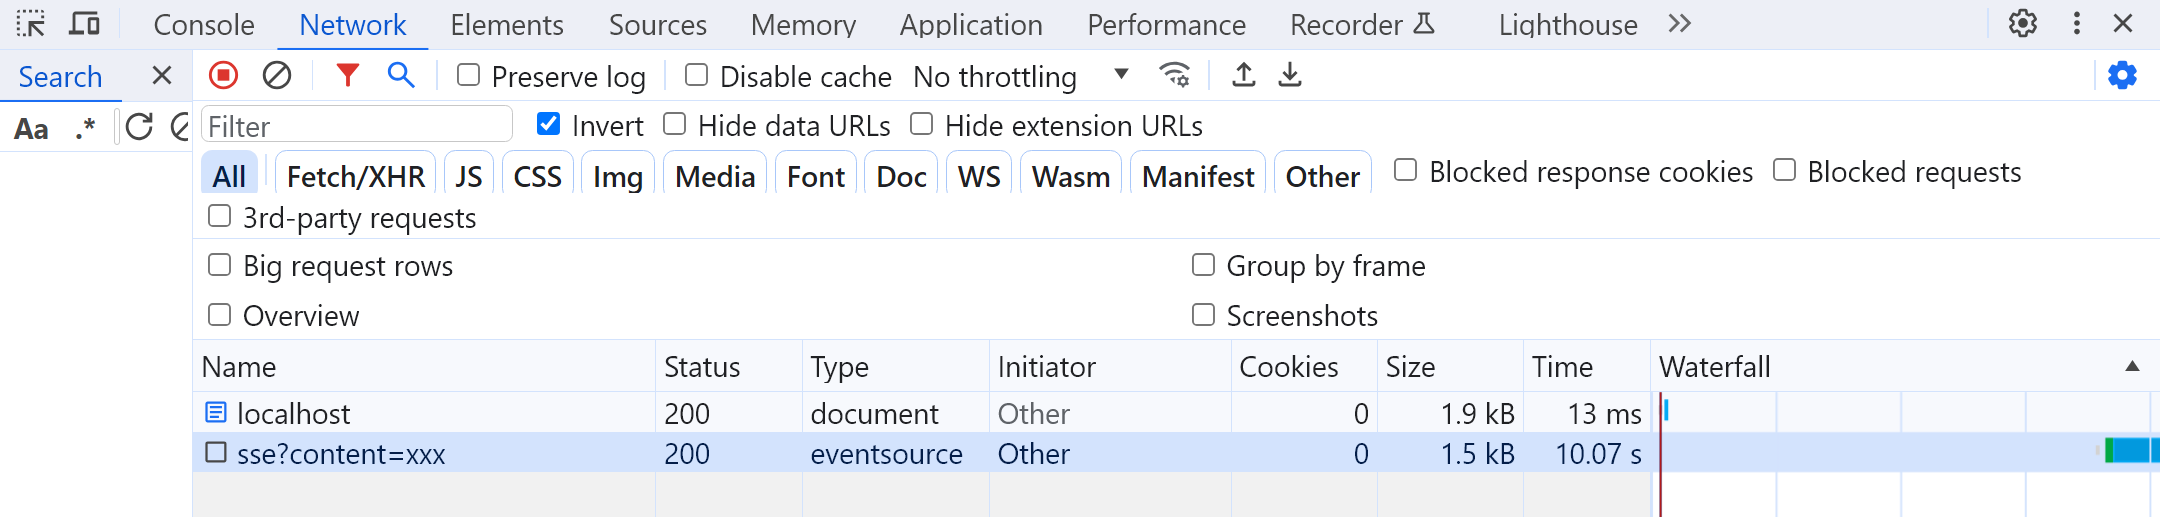 Console Network Elements Sources Memory Application Performance Recorder Lighthouse
Search Preserve log Disable cache No throttling
Aa .* Filter Invert Hide data URLs Hide extension URLs
All Fetch/XHR JS CSS Img Media Font Doc WS Wasm Manifest Other Blocked response cookies Blocked requests
3rd-party requests
Big request rows Group by frame
Overview Screenshots
Name Status Type Initiator Cookies Size Time Waterfall
localhost 200 document Other 0 1.9 kB 13 ms
sse?content=xxx 200 eventsource Other 0 1.5 kB 10.07 s